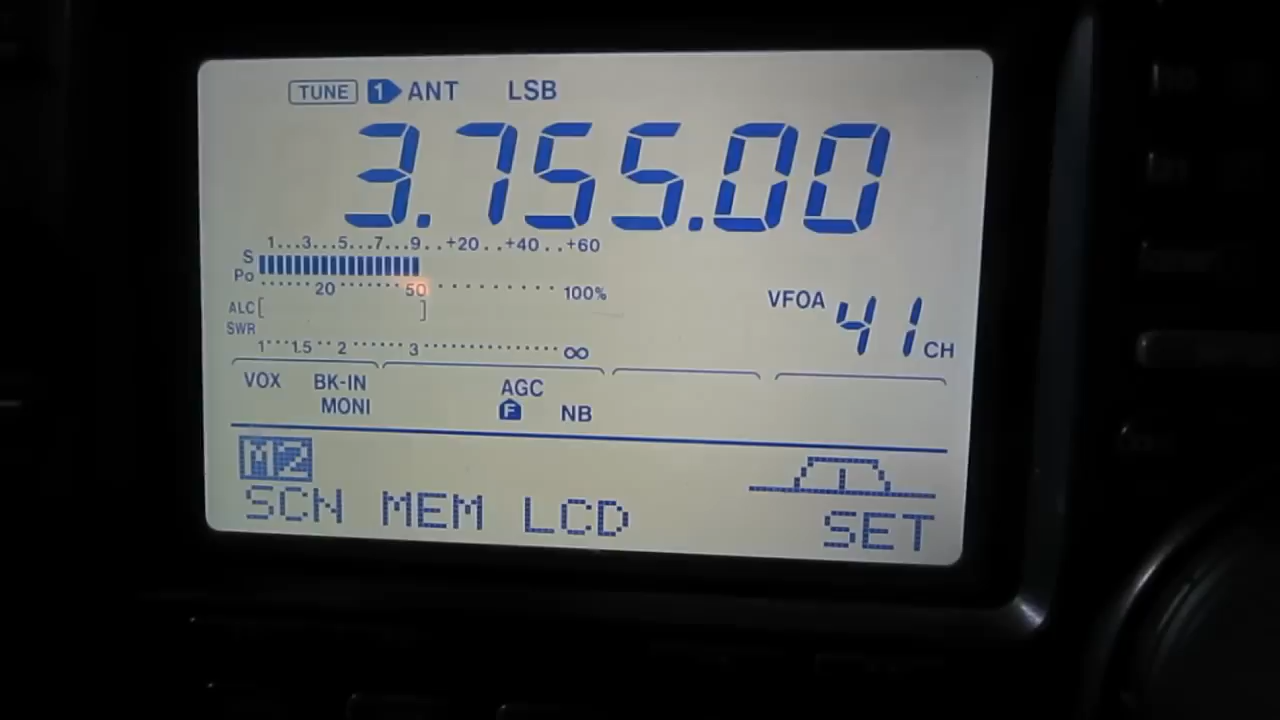 TUNE 1 ANT LSB
3.755.00
1...3...5...7...9..+20..+40..+60
S
Po
20 50 100%
VFOA 41 CH
ALC
SWR
1 1.5 2 3 ∞
VOX BK-IN AGC
MONI F NB
M2
SCN MEM LCD SET